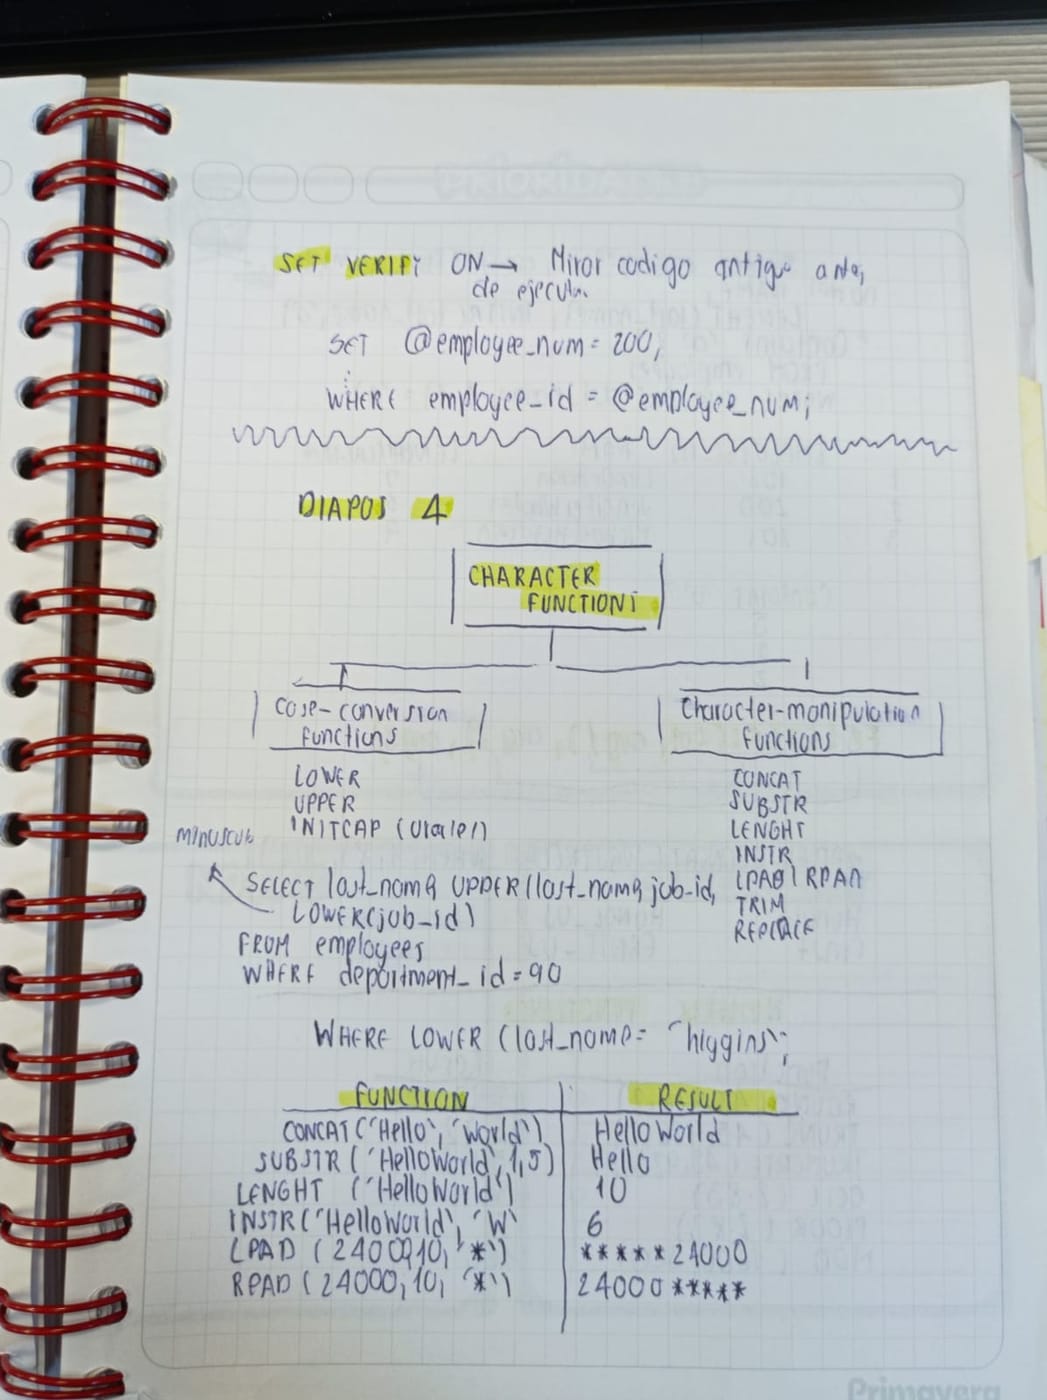 SET VERIFY ON → Miror codigo antiguo antes
de ejecutar
SET @employee_num = 200,
:
WHERE employee_id = @employee_num;
DIAPOS 4
CHARACTER
FUNCTIONS
Case-conversion
functions
Character-manipulation
functions
LOWER
UPPER
INITCAP (Oracle)
CONCAT
SUBSTR
LENGHT
INSTR
LPAD | RPAD
TRIM
REPLACE
MINUSCULA
SELECT last_name, UPPER(last_name, job_id,
LOWER(job_id)
FROM employees
WHERE department_id = 90
WHERE LOWER (last_name = 'higgins';
FUNCTION RESULT
CONCAT('Hello', 'World') HelloWorld
SUBSTR ('HelloWorld', 1,5) Hello
LENGHT ('HelloWorld') 10
INSTR('HelloWorld', 'W' 6
LPAD (24000,10, '*') *****24000
RPAD (24000, 10, '*') 24000*****
Primavera